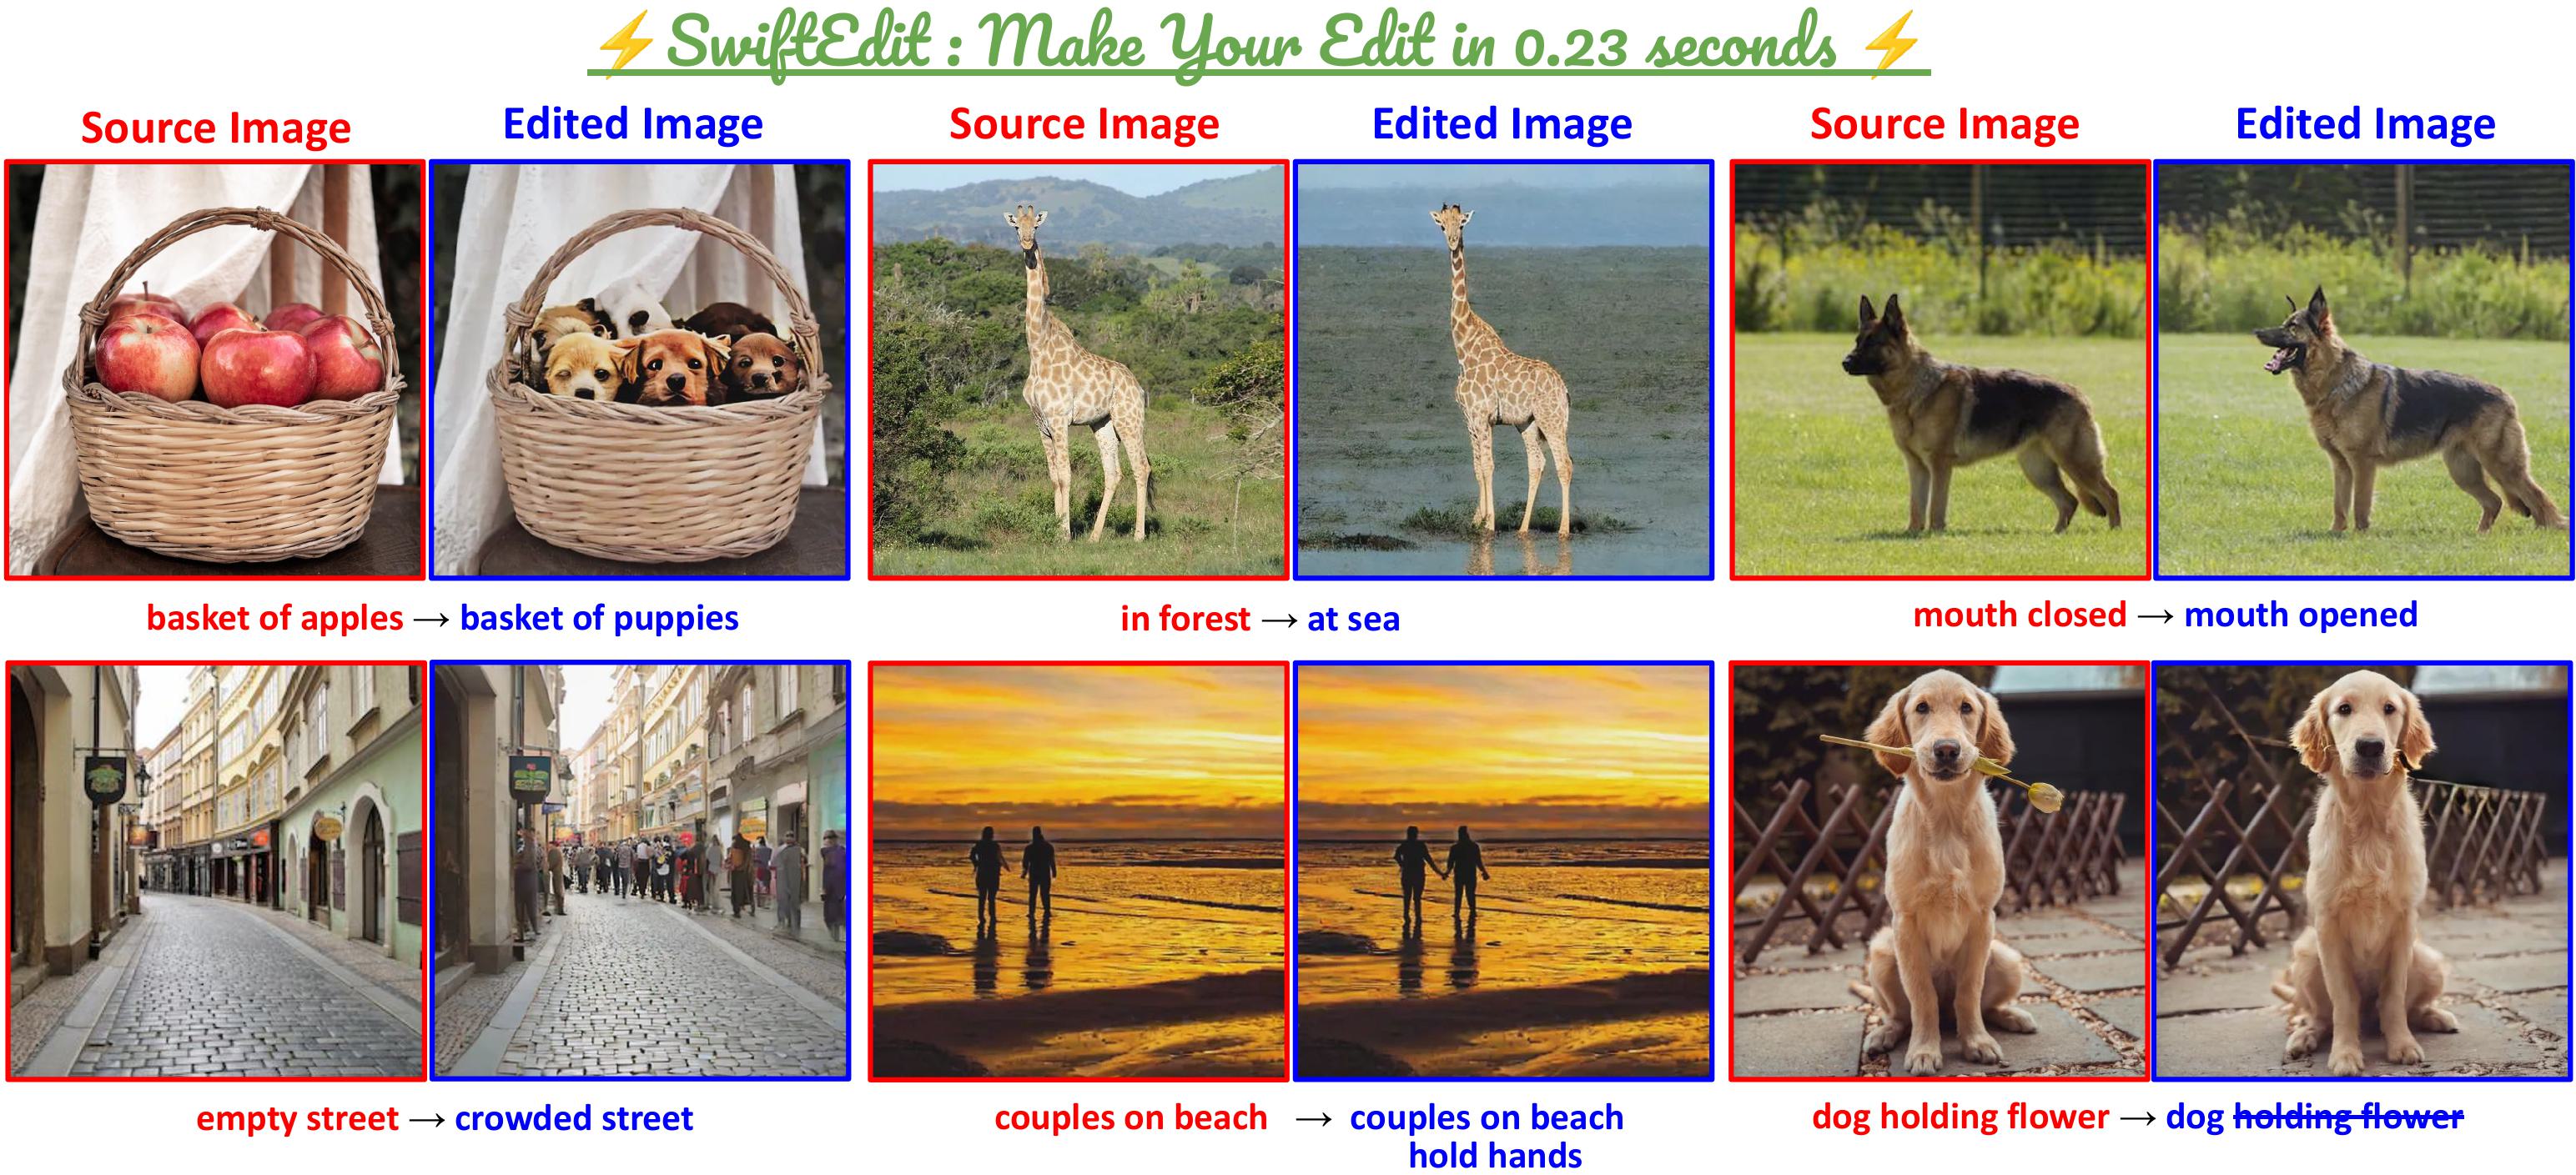 ⚡SwiftEdit : Make Your Edit in 0.23 seconds⚡
Source Image Edited Image Source Image Edited Image Source Image Edited Image
basket of apples → basket of puppies
in forest → at sea
mouth closed → mouth opened
empty street → crowded street
couples on beach → couples on beach
hold hands
dog holding flower → dog holding flower